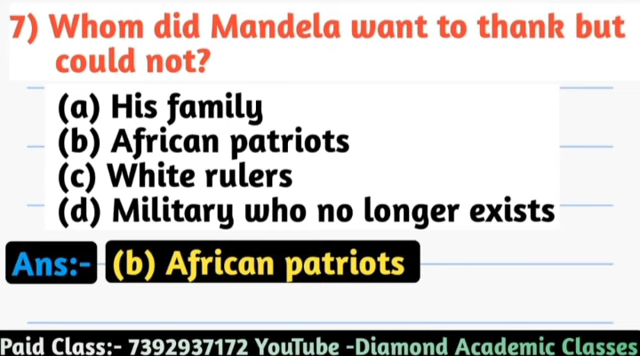 7) Whom did Mandela want to thank but
could not?
(a) His family
(b) African patriots
(c) White rulers
(d) Military who no longer exists
Ans:- (b) African patriots
Paid Class:- 7392937172 YouTube -Diamond Academic Classes